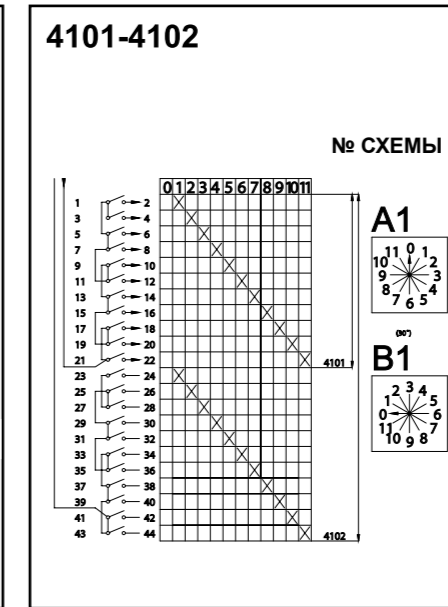 4101-4102
№ СХЕМЫ
0 1 2 3 4 5 6 7 8 9 10 11
1 2 X
3 4 X
5 6 X
7 8 X
9 10 X
11 12 X
13 14 X
15 16 X
17 18 X
19 20 X
21 22 X 4101
23 24 X
25 26 X
27 28 X
29 30 X
31 32 X
33 34 X
35 36 X
37 38 X
39 40 X
41 42 X
43 44 X 4102
A1
0 1 2 3 4 5 6 7 8 9 10 11
(30°)
B1
0 1 2 3 4 5 6 7 8 9 10 11